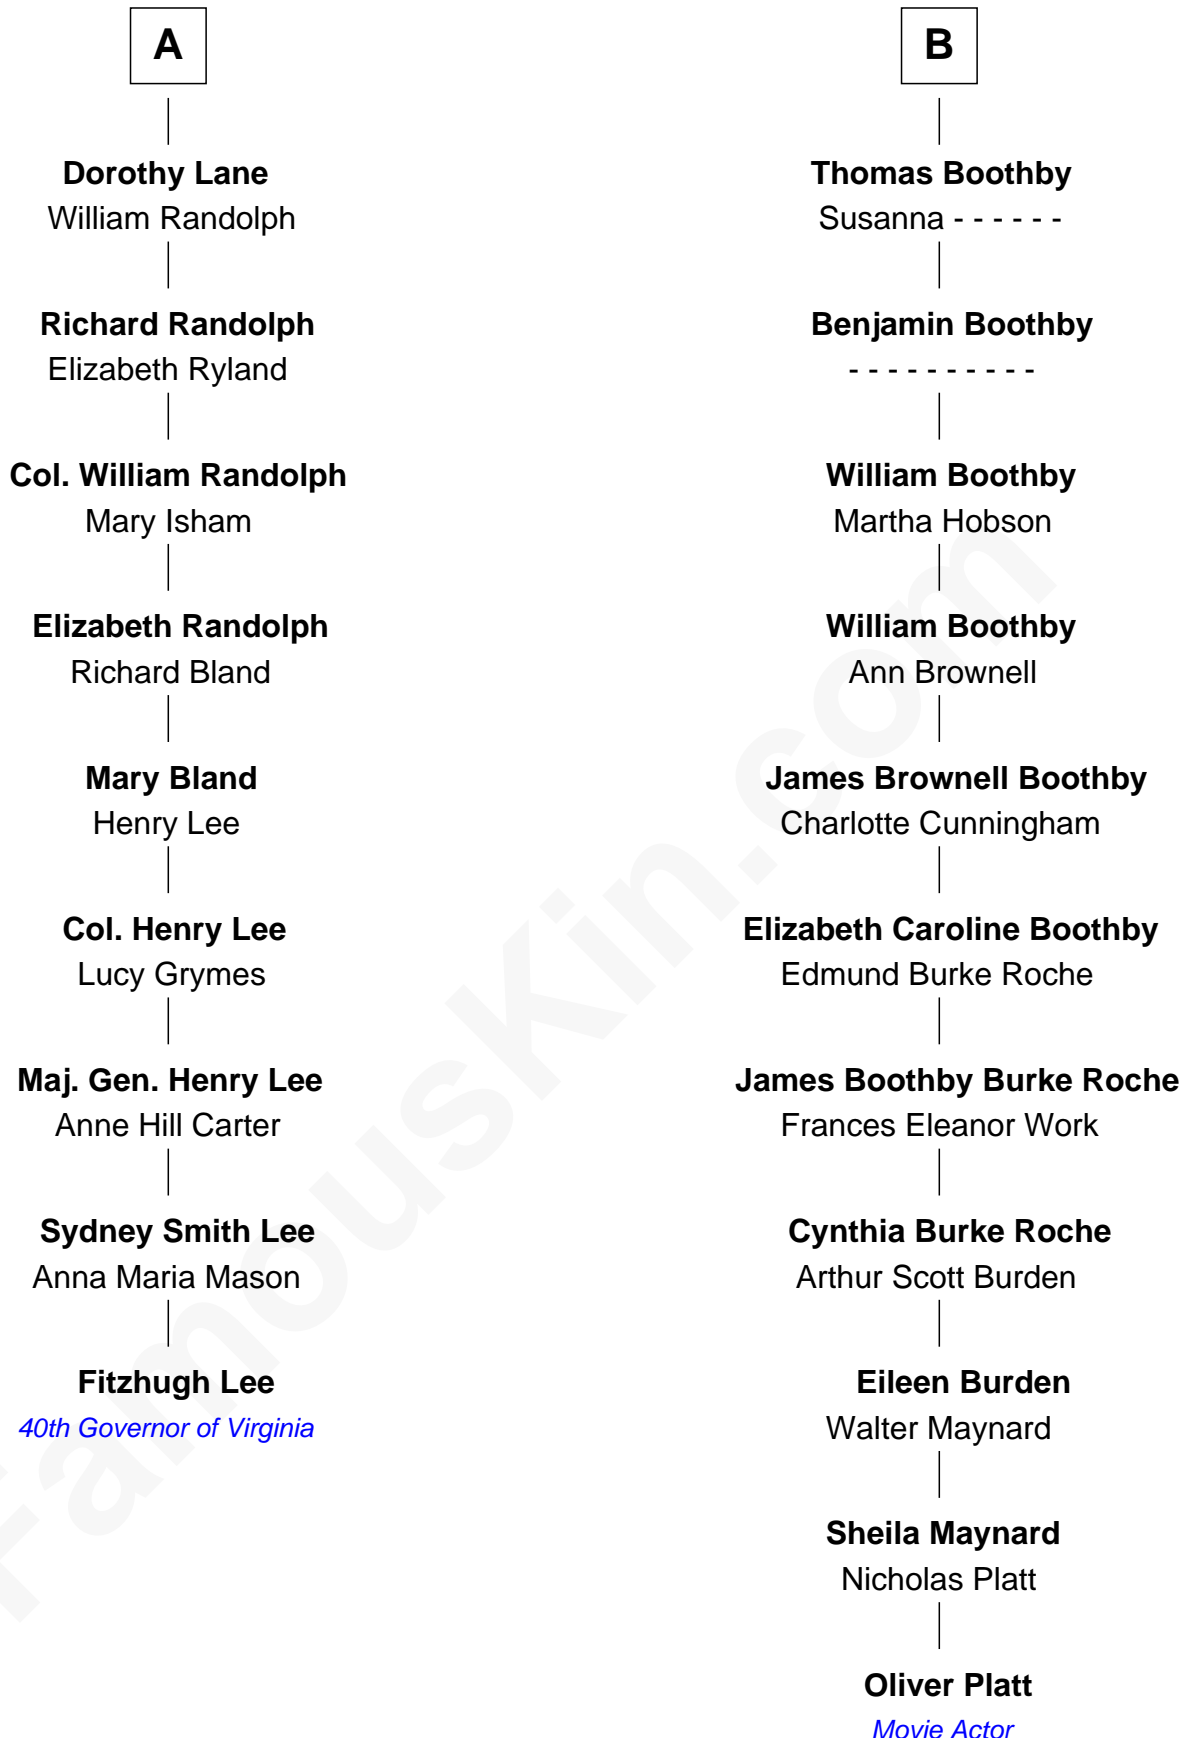 A
Dorothy Lane
William Randolph
Richard Randolph
Elizabeth Ryland
Col. William Randolph
Mary Isham
Elizabeth Randolph
Richard Bland
Mary Bland
Henry Lee
Col. Henry Lee
Lucy Grymes
Maj. Gen. Henry Lee
Anne Hill Carter
Sydney Smith Lee
Anna Maria Mason
Fitzhugh Lee
40th Governor of Virginia
B
Thomas Boothby
Susanna - - - - - -
Benjamin Boothby
- - - - - - - - - -
William Boothby
Martha Hobson
William Boothby
Ann Brownell
James Brownell Boothby
Charlotte Cunningham
Elizabeth Caroline Boothby
Edmund Burke Roche
James Boothby Burke Roche
Frances Eleanor Work
Cynthia Burke Roche
Arthur Scott Burden
Eileen Burden
Walter Maynard
Sheila Maynard
Nicholas Platt
Oliver Platt
Movie Actor
FamousKin.com